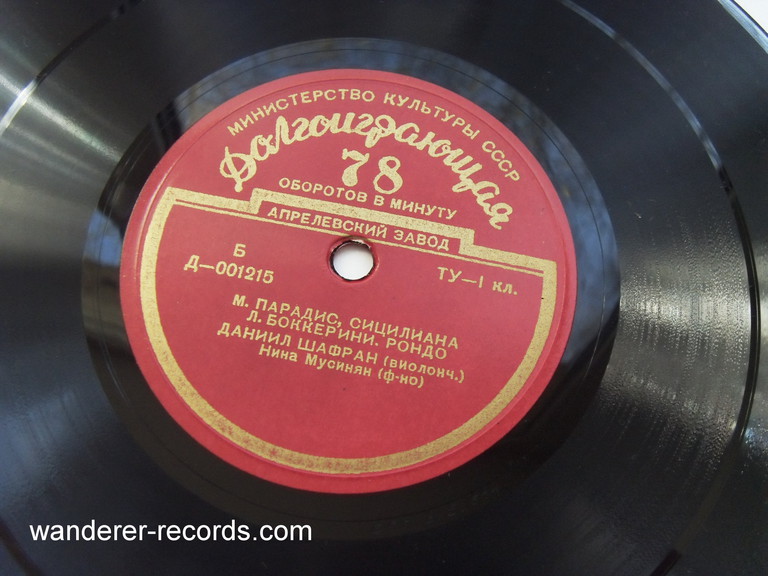 МИНИСТЕРСТВО КУЛЬТУРЫ СССР
Долгоиграющая
78
ОБОРОТОВ В МИНУТУ
АПРЕЛЕВСКИЙ ЗАВОД
Б
Д—001215
ТУ—I кл.
М. ПАРАДИС, СИЦИЛИАНА
Л. БОККЕРИНИ. РОНДО
ДАНИИЛ ШАФРАН (виолонч.)
Нина Мусинян (ф-но)
wanderer-records.com